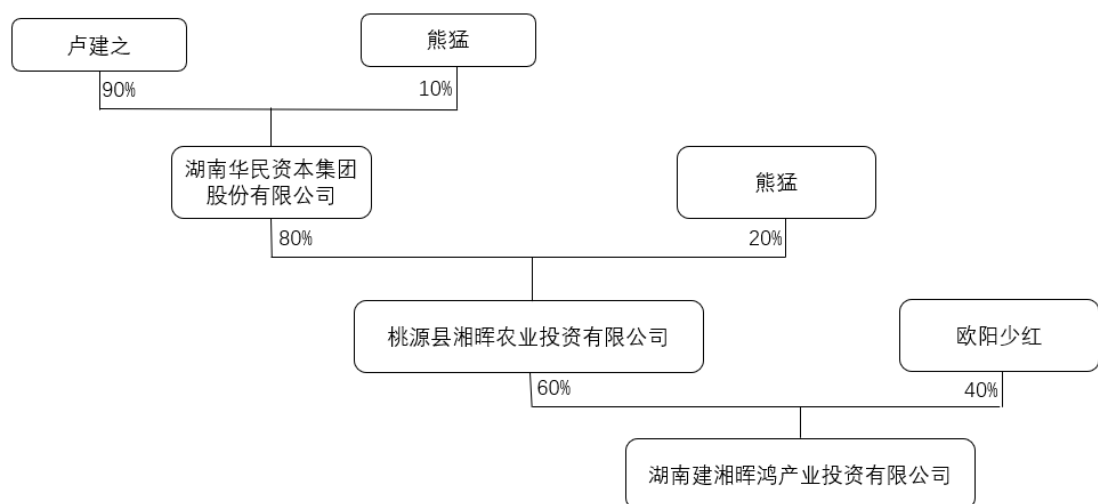 卢建之
熊猛
90%
10%
湖南华民资本集团
股份有限公司
熊猛
80%
20%
桃源县湘晖农业投资有限公司
欧阳少红
60%
40%
湖南建湘晖鸿产业投资有限公司